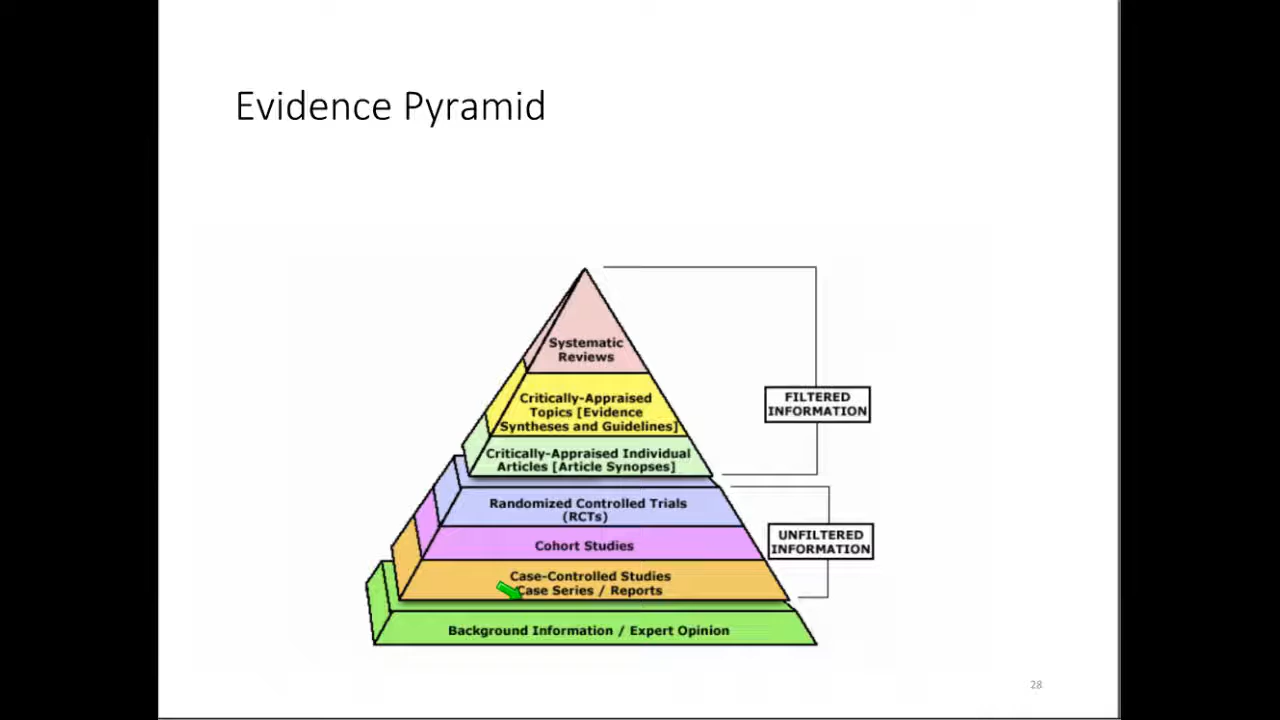 Evidence Pyramid
Systematic
Reviews
Critically-Appraised
Topics [Evidence
Syntheses and Guidelines]
FILTERED
INFORMATION
Critically-Appraised Individual
Articles [Article Synopses]
Randomized Controlled Trials
(RCTs)
UNFILTERED
INFORMATION
Cohort Studies
Case-Controlled Studies
Case Series / Reports
Background Information / Expert Opinion
28